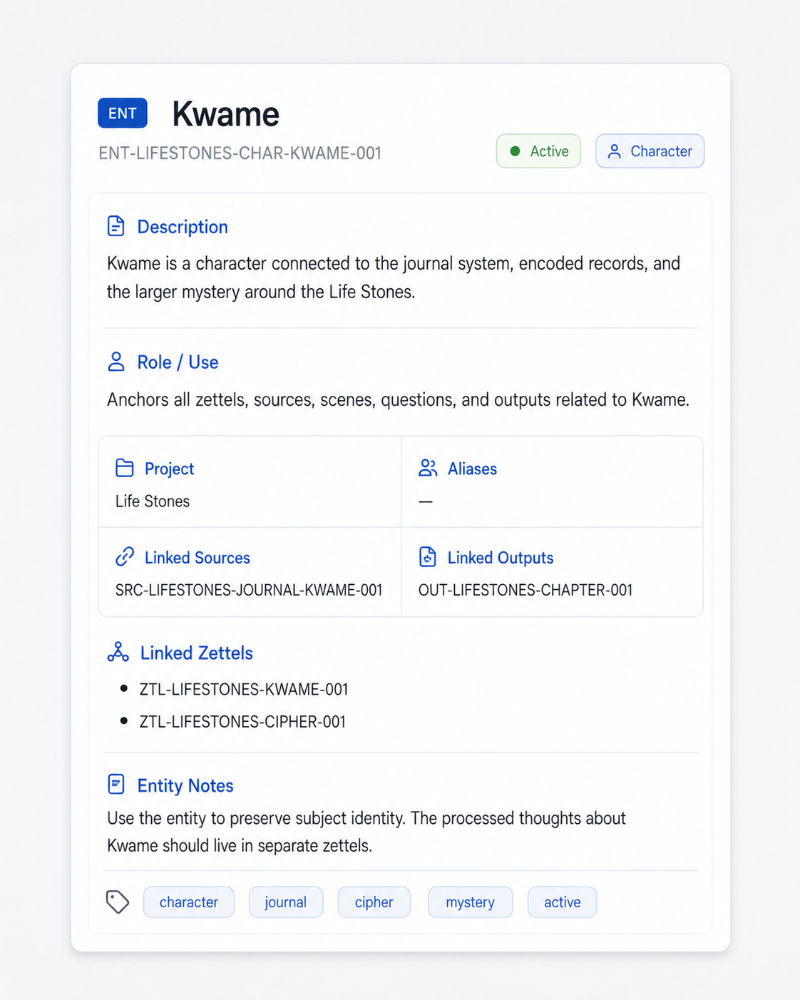 ENT
Kwame
ENT-LIFESTONES-CHAR-KWAME-001
Active
Character
Description
Kwame is a character connected to the journal system, encoded records, and
the larger mystery around the Life Stones.
Role / Use
Anchors all zettels, sources, scenes, questions, and outputs related to Kwame.
Project
Life Stones
Aliases
—
Linked Sources
SRC-LIFESTONES-JOURNAL-KWAME-001
Linked Outputs
OUT-LIFESTONES-CHAPTER-001
Linked Zettels
• ZTL-LIFESTONES-KWAME-001
• ZTL-LIFESTONES-CIPHER-001
Entity Notes
Use the entity to preserve subject identity. The processed thoughts about
Kwame should live in separate zettels.
character
journal
cipher
mystery
active